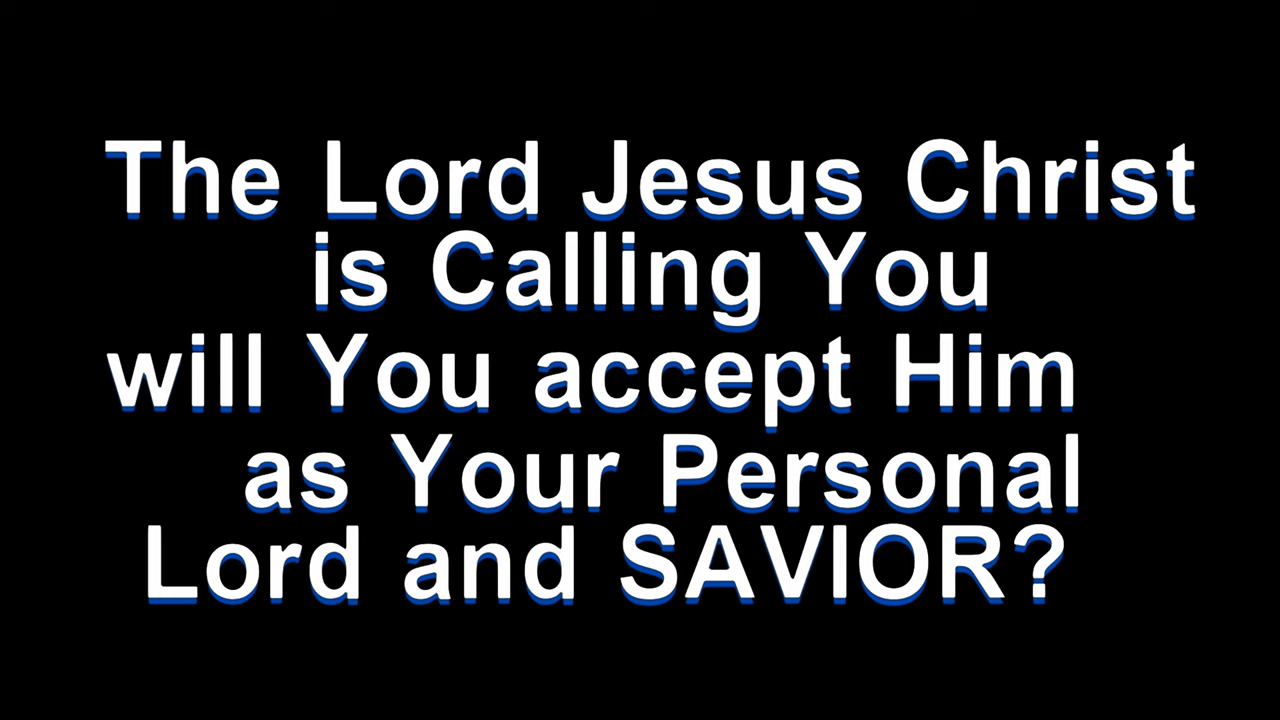 The Lord Jesus Christ
is Calling You
will You accept Him
as Your Personal
Lord and SAVIOR?